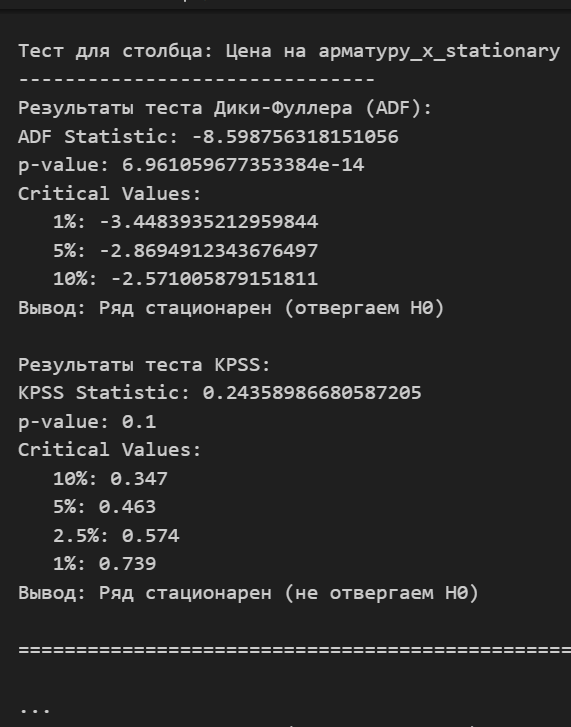 Тест для столбца: Цена на арматуру_x_stationary
-------------------------------
Результаты теста Дики-Фуллера (ADF):
ADF Statistic: -8.598756318151056
p-value: 6.961059677353384e-14
Critical Values:
   1%: -3.4483935212959844
   5%: -2.8694912343676497
   10%: -2.571005879151811
Вывод: Ряд стационарен (отвергаем H0)

Результаты теста KPSS:
KPSS Statistic: 0.24358986680587205
p-value: 0.1
Critical Values:
   10%: 0.347
   5%: 0.463
   2.5%: 0.574
   1%: 0.739
Вывод: Ряд стационарен (не отвергаем H0)

================================================
...